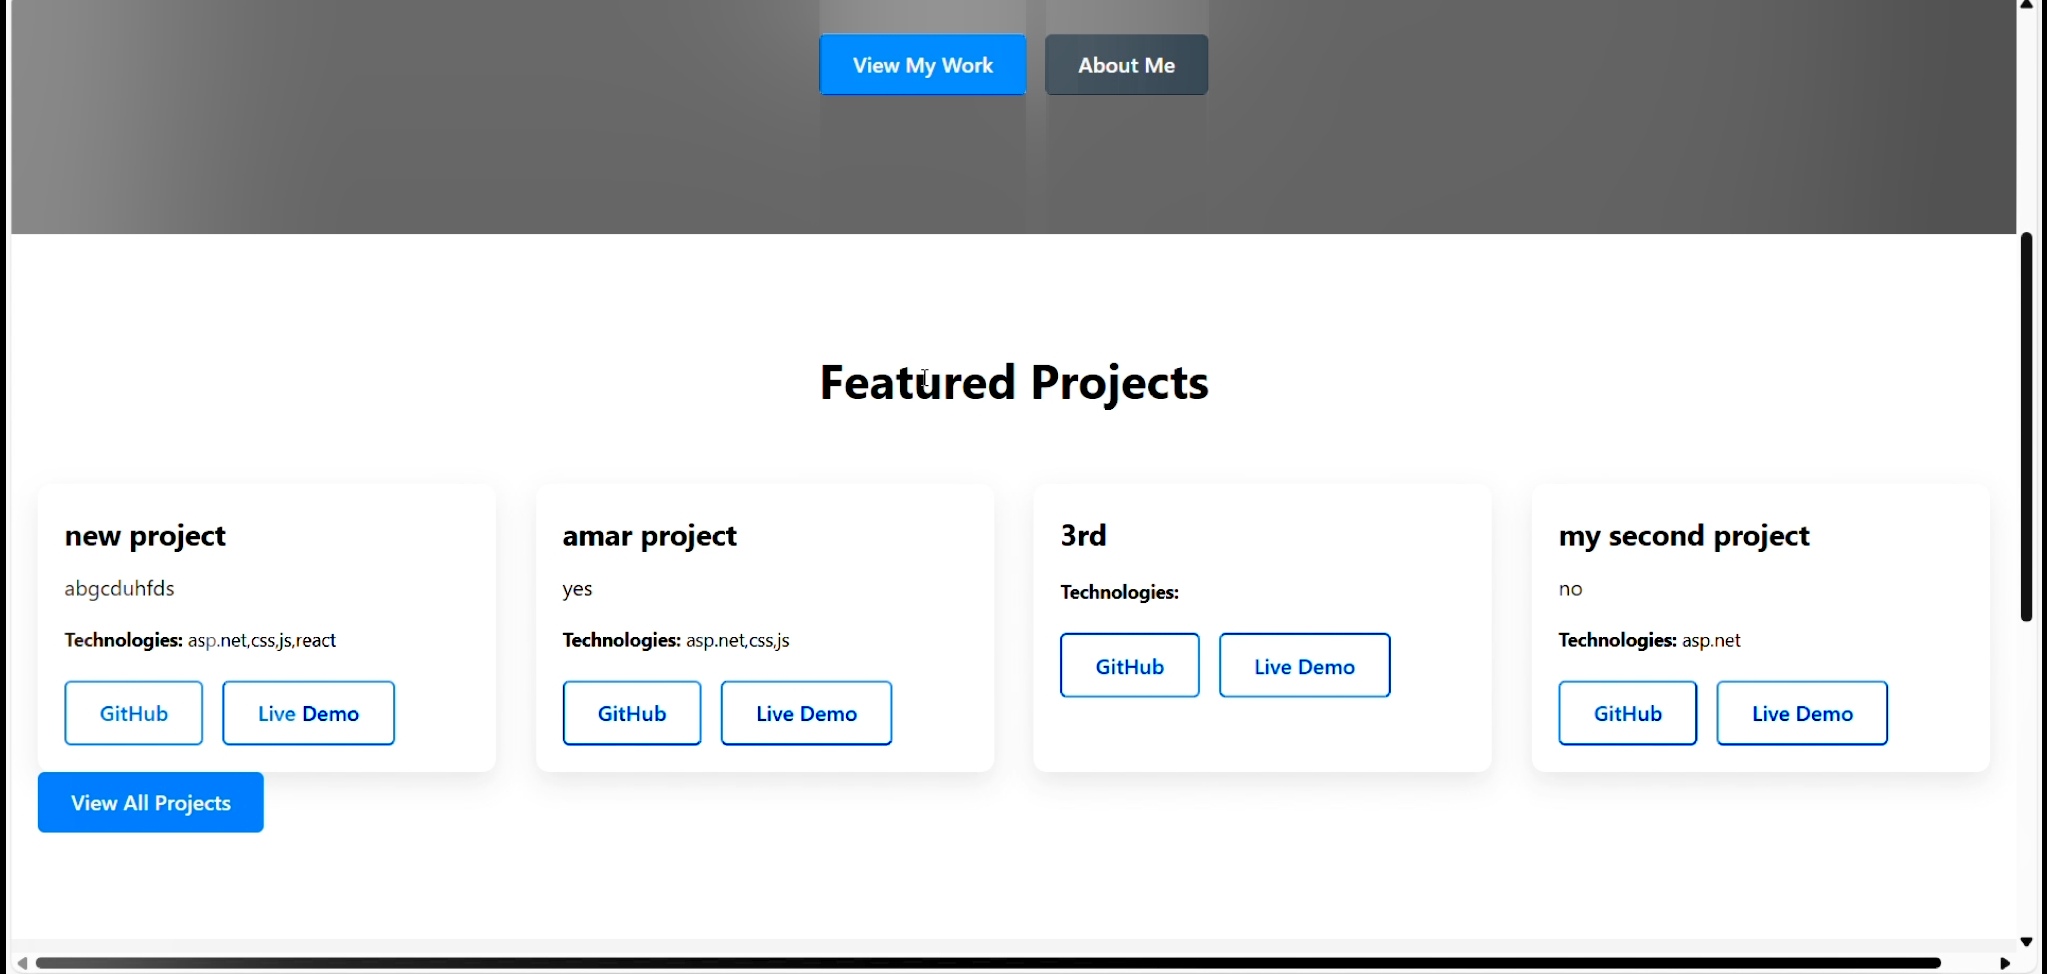 View My Work
About Me
Featured Projects
new project
abgcduhfds
Technologies: asp.net,css,js,react
GitHub
Live Demo
amar project
yes
Technologies: asp.net,css,js
GitHub
Live Demo
3rd
Technologies:
GitHub
Live Demo
my second project
no
Technologies: asp.net
GitHub
Live Demo
View All Projects